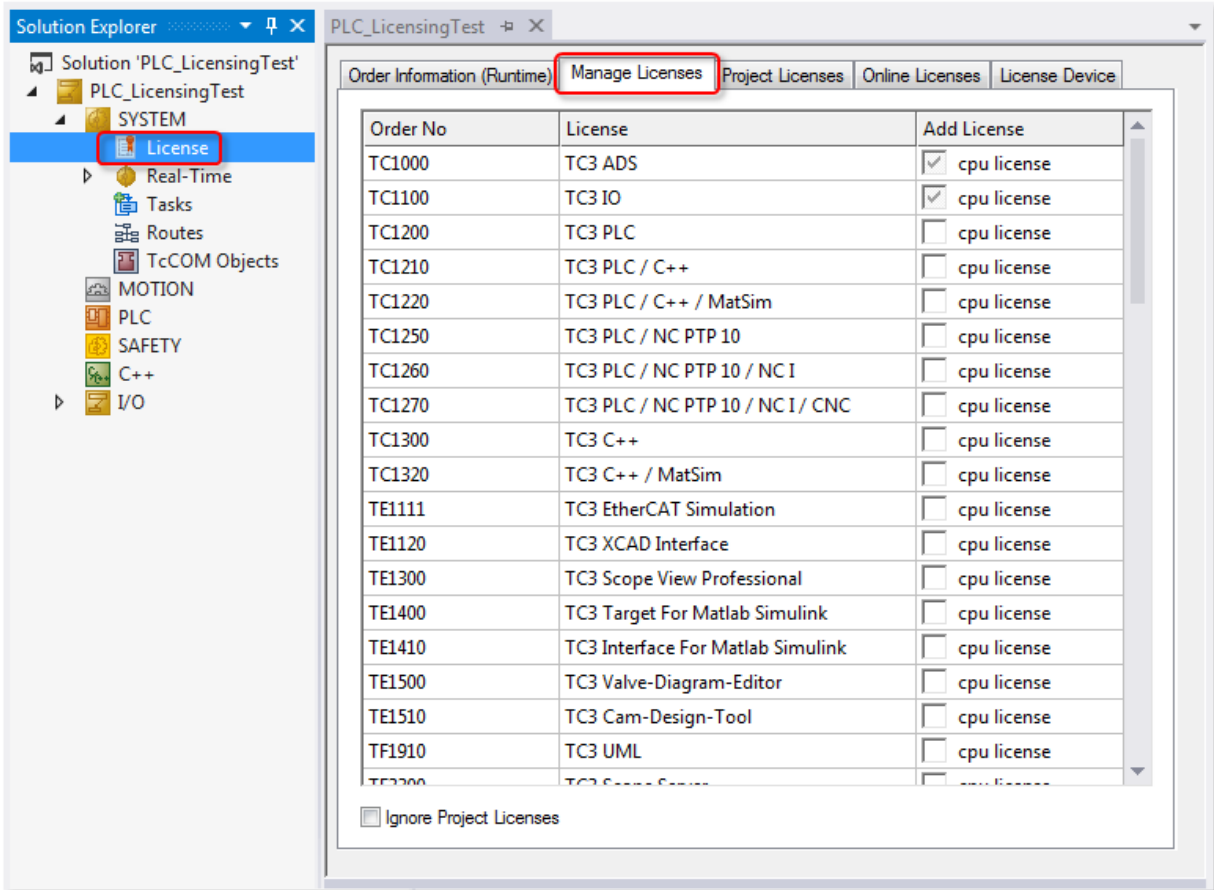 Solution Explorer
Solution 'PLC_LicensingTest'
PLC_LicensingTest
SYSTEM
License
Real-Time
Tasks
Routes
TcCOM Objects
MOTION
PLC
SAFETY
C++
I/O
PLC_LicensingTest
Order Information (Runtime) Manage Licenses Project Licenses Online Licenses License Device
Order No License Add License
TC1000 TC3 ADS cpu license
TC1100 TC3 IO cpu license
TC1200 TC3 PLC cpu license
TC1210 TC3 PLC / C++ cpu license
TC1220 TC3 PLC / C++ / MatSim cpu license
TC1250 TC3 PLC / NC PTP 10 cpu license
TC1260 TC3 PLC / NC PTP 10 / NC I cpu license
TC1270 TC3 PLC / NC PTP 10 / NC I / CNC cpu license
TC1300 TC3 C++ cpu license
TC1320 TC3 C++ / MatSim cpu license
TE1111 TC3 EtherCAT Simulation cpu license
TE1120 TC3 XCAD Interface cpu license
TE1300 TC3 Scope View Professional cpu license
TE1400 TC3 Target For Matlab Simulink cpu license
TE1410 TC3 Interface For Matlab Simulink cpu license
TE1500 TC3 Valve-Diagram-Editor cpu license
TE1510 TC3 Cam-Design-Tool cpu license
TF1910 TC3 UML cpu license
Ignore Project Licenses